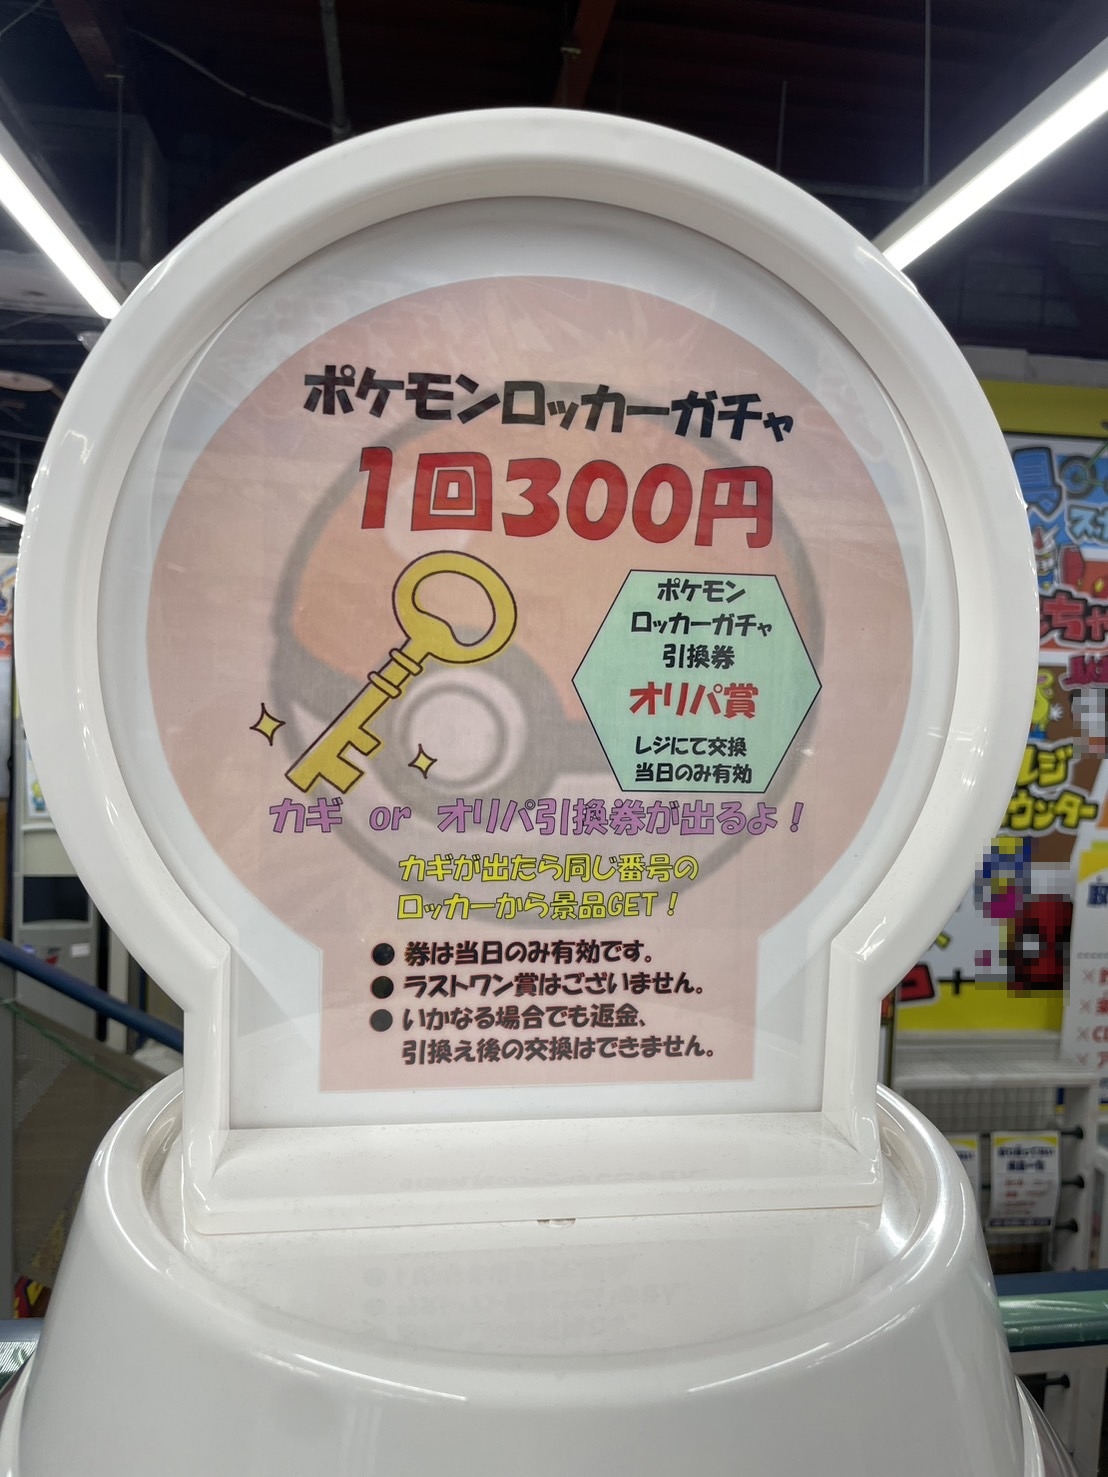 ポケモンロッカーガチャ
1回300円
ポケモン
ロッカーガチャ
引換券
オリパ賞
レジにて交換
当日のみ有効
カギ or オリパ引換券が出るよ！
カギが出たら同じ番号の
ロッカーから景品GET！
●券は当日のみ有効です。
●ラストワン賞はございません。
●いかなる場合でも返金、
引換え後の交換はできません。
レジ
ウンター